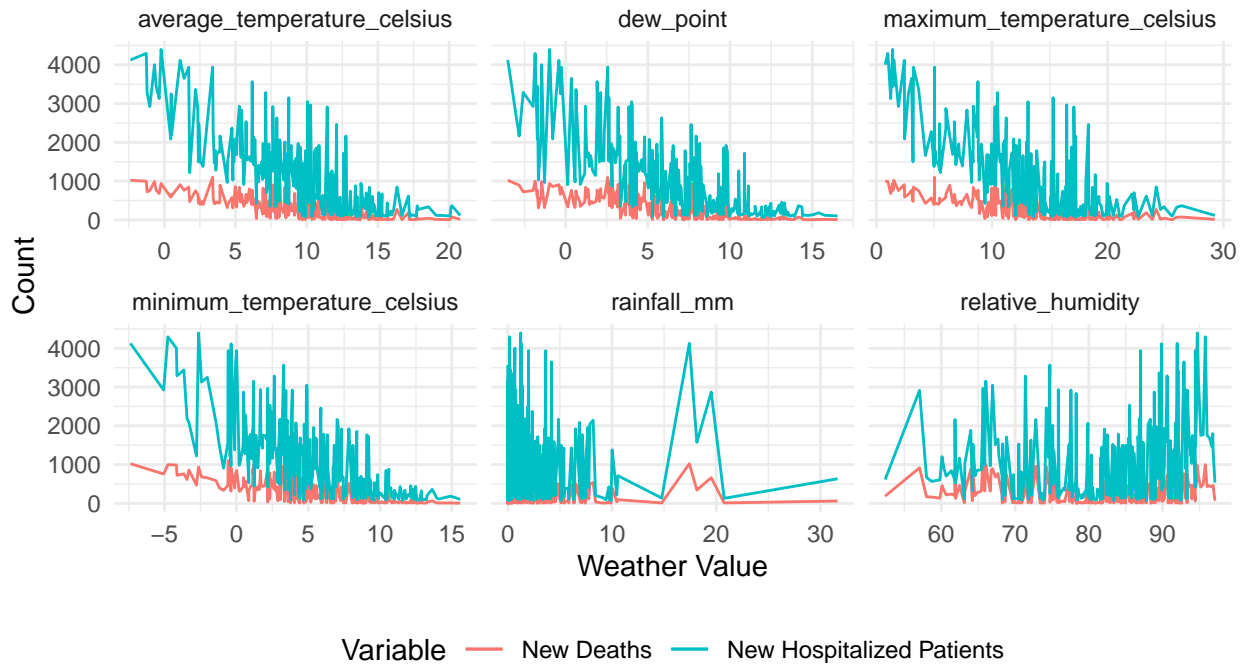 average_temperature_celsius
dew_point
maximum_temperature_celsius
4000
3000
2000
1000
0
0 5 10 15 20
0 5 10 15
0 10 20 30
Count
minimum_temperature_celsius
rainfall_mm
relative_humidity
4000
3000
2000
1000
0
−5 0 5 10 15
0 10 20 30
60 70 80 90
Weather Value
Variable New Deaths New Hospitalized Patients